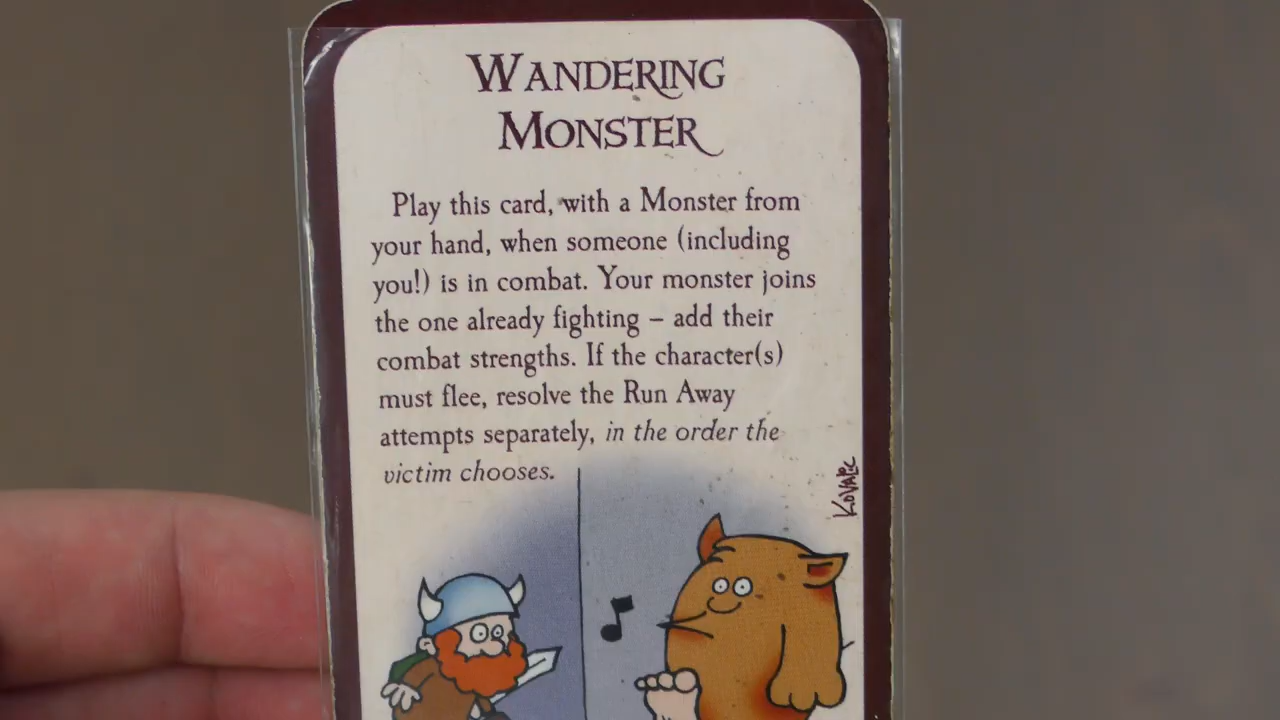 WANDERING
MONSTER
Play this card, with a Monster from
your hand, when someone (including
you!) is in combat. Your monster joins
the one already fighting – add their
combat strengths. If the character(s)
must flee, resolve the Run Away
attempts separately, in the order the
victim chooses.
KOVALIC